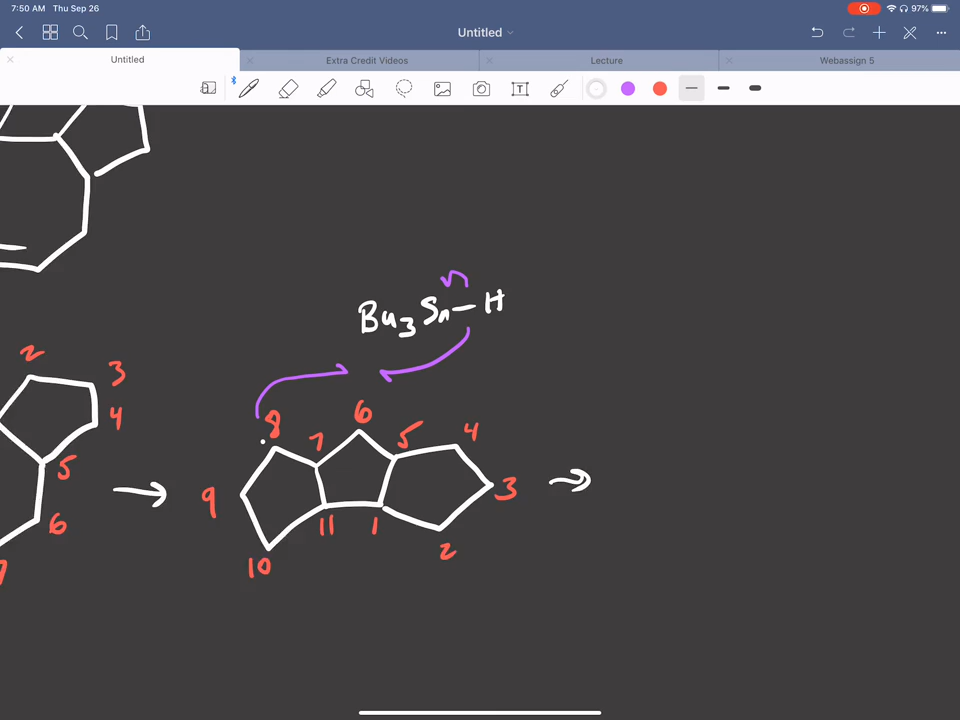 7:50 AM Thu Sep 26
97%
Untitled
Untitled
Extra Credit Videos
Lecture
Webassign 5
T
Bu3Sn—H
2
3
4
5
6
7
8
7
6
5
4
9
3
11
1
10
2